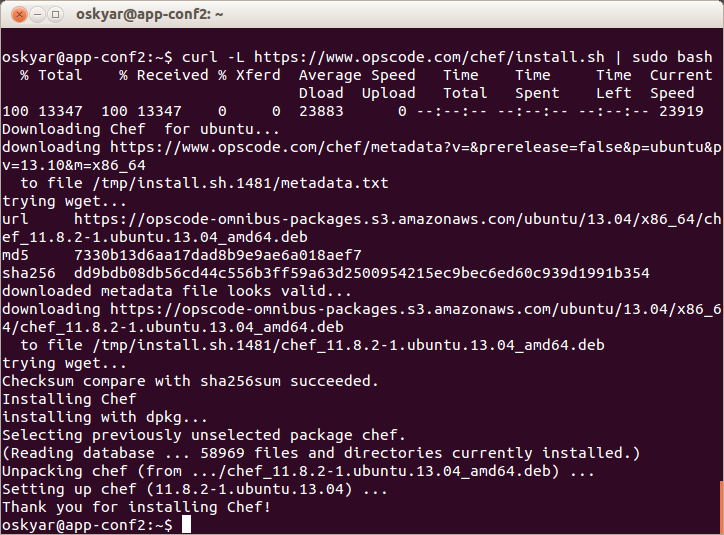 oskyar@app-conf2: ~
oskyar@app-conf2:~$ curl -L https://www.opscode.com/chef/install.sh | sudo bash
  % Total    % Received % Xferd  Average Speed   Time    Time     Time  Current
                                 Dload  Upload   Total   Spent    Left  Speed
100 13347  100 13347    0     0  23883      0 --:--:-- --:--:-- --:--:-- 23919
Downloading Chef  for ubuntu...
downloading https://www.opscode.com/chef/metadata?v=&prerelease=false&p=ubuntu&p
v=13.10&m=x86_64
  to file /tmp/install.sh.1481/metadata.txt
trying wget...
url     https://opscode-omnibus-packages.s3.amazonaws.com/ubuntu/13.04/x86_64/ch
ef_11.8.2-1.ubuntu.13.04_amd64.deb
md5     7330b13d6aa17dad8b9e9ae6a018aef7
sha256  dd9bdb08db56cd44c556b3ff59a63d2500954215ec9bec6ed60c939d1991b354
downloaded metadata file looks valid...
downloading https://opscode-omnibus-packages.s3.amazonaws.com/ubuntu/13.04/x86_6
4/chef_11.8.2-1.ubuntu.13.04_amd64.deb
  to file /tmp/install.sh.1481/chef_11.8.2-1.ubuntu.13.04_amd64.deb
trying wget...
Checksum compare with sha256sum succeeded.
Installing Chef
installing with dpkg...
Selecting previously unselected package chef.
(Reading database ... 58969 files and directories currently installed.)
Unpacking chef (from .../chef_11.8.2-1.ubuntu.13.04_amd64.deb) ...
Setting up chef (11.8.2-1.ubuntu.13.04) ...
Thank you for installing Chef!
oskyar@app-conf2:~$